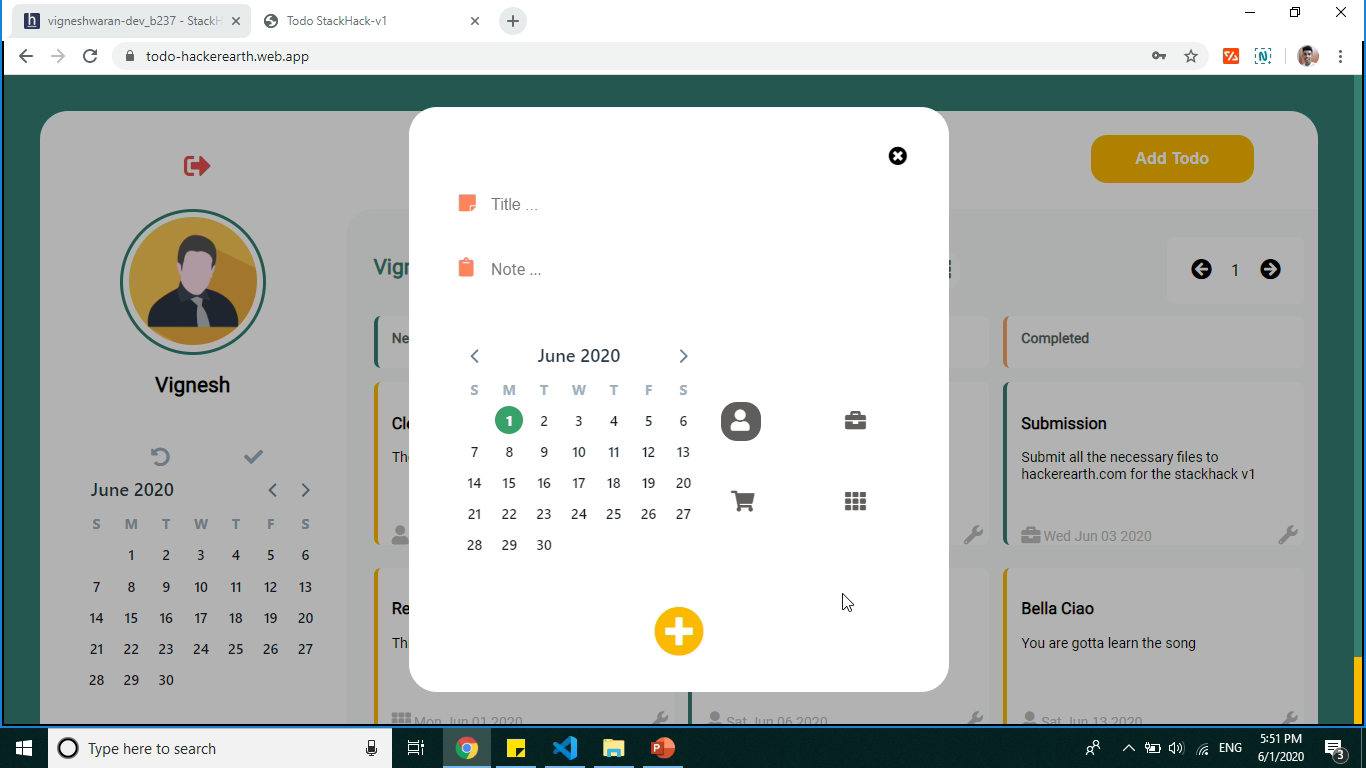 vigneshwaran-dev_b237 - StackH
Todo StackHack-v1
todo-hackerearth.web.app
Add Todo
Title ...
Note ...
Vign
1
Ne
Completed
June 2020
S M T W T F S
1 2 3 4 5 6
7 8 9 10 11 12 13
14 15 16 17 18 19 20
21 22 23 24 25 26 27
28 29 30
Vignesh
June 2020
S M T W T F S
1 2 3 4 5 6
7 8 9 10 11 12 13
14 15 16 17 18 19 20
21 22 23 24 25 26 27
28 29 30
Cle
The
Submission
Submit all the necessary files to
hackerearth.com for the stackhack v1
Wed Jun 03 2020
Re
Thi
Bella Ciao
You are gotta learn the song
Mon Jun 01 2020
Sat Jun 06 2020
Sat Jun 13 2020
Type here to search
ENG
5:51 PM
6/1/2020
3